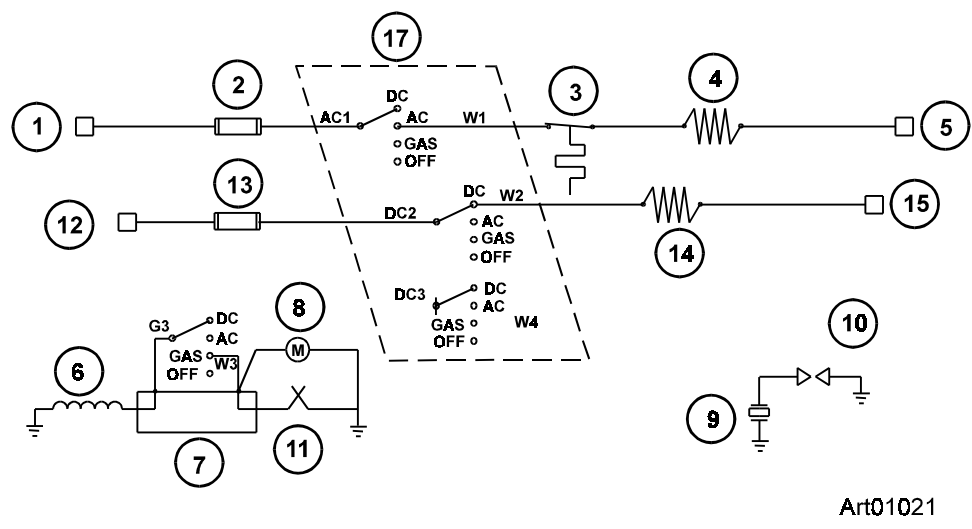 17
2
3
4
1
AC1
DC
AC
GAS
OFF
W1
5
13
12
DC2
DC
AC
GAS
OFF
W2
14
15
DC3
DC
AC
GAS
OFF
W4
G3
DC
AC
GAS
OFF
W3
8
M
6
7
11
10
9
Art01021